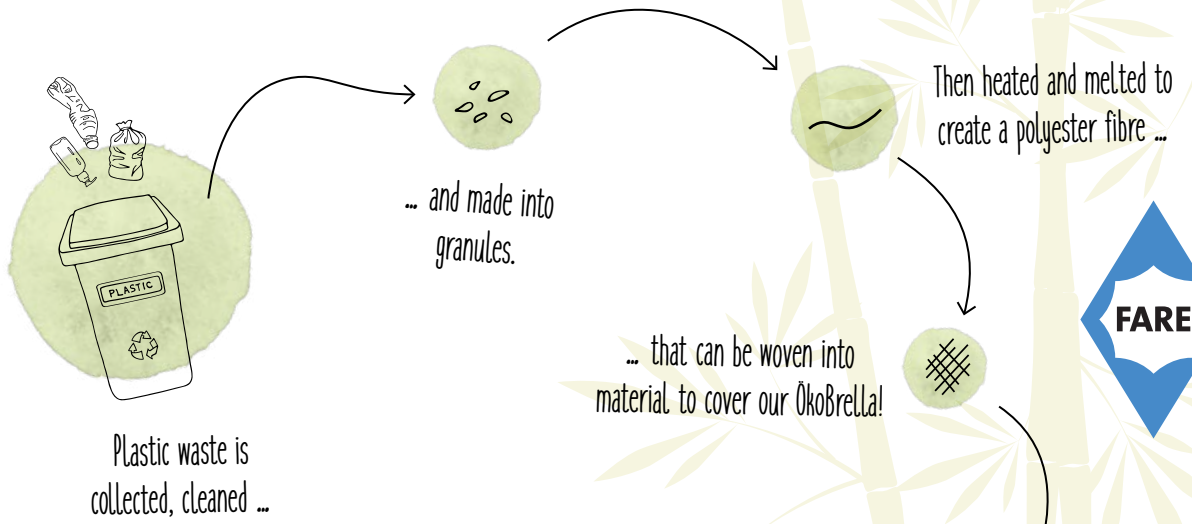 PLASTIC
Plastic waste is
collected, cleaned ...
... and made into
granules.
Then heated and melted to
create a polyester fibre ...
... that can be woven into
material to cover our ÖkoBrella!
FARE